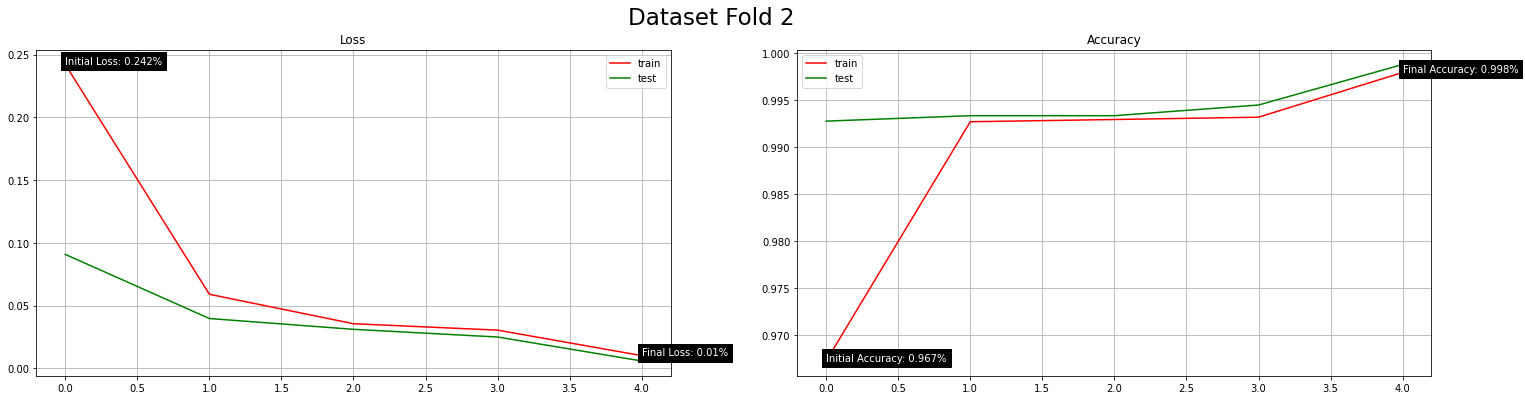 Dataset Fold 2
Loss
0.25
0.20
0.15
0.10
0.05
0.00
Initial Loss: 0.242%
train
test
Final Loss: 0.01%
0.0 0.5 1.0 1.5 2.0 2.5 3.0 3.5 4.0
Accuracy
1.000
0.995
0.990
0.985
0.980
0.975
0.970
train
test
Final Accuracy: 0.998%
Initial Accuracy: 0.967%
0.0 0.5 1.0 1.5 2.0 2.5 3.0 3.5 4.0